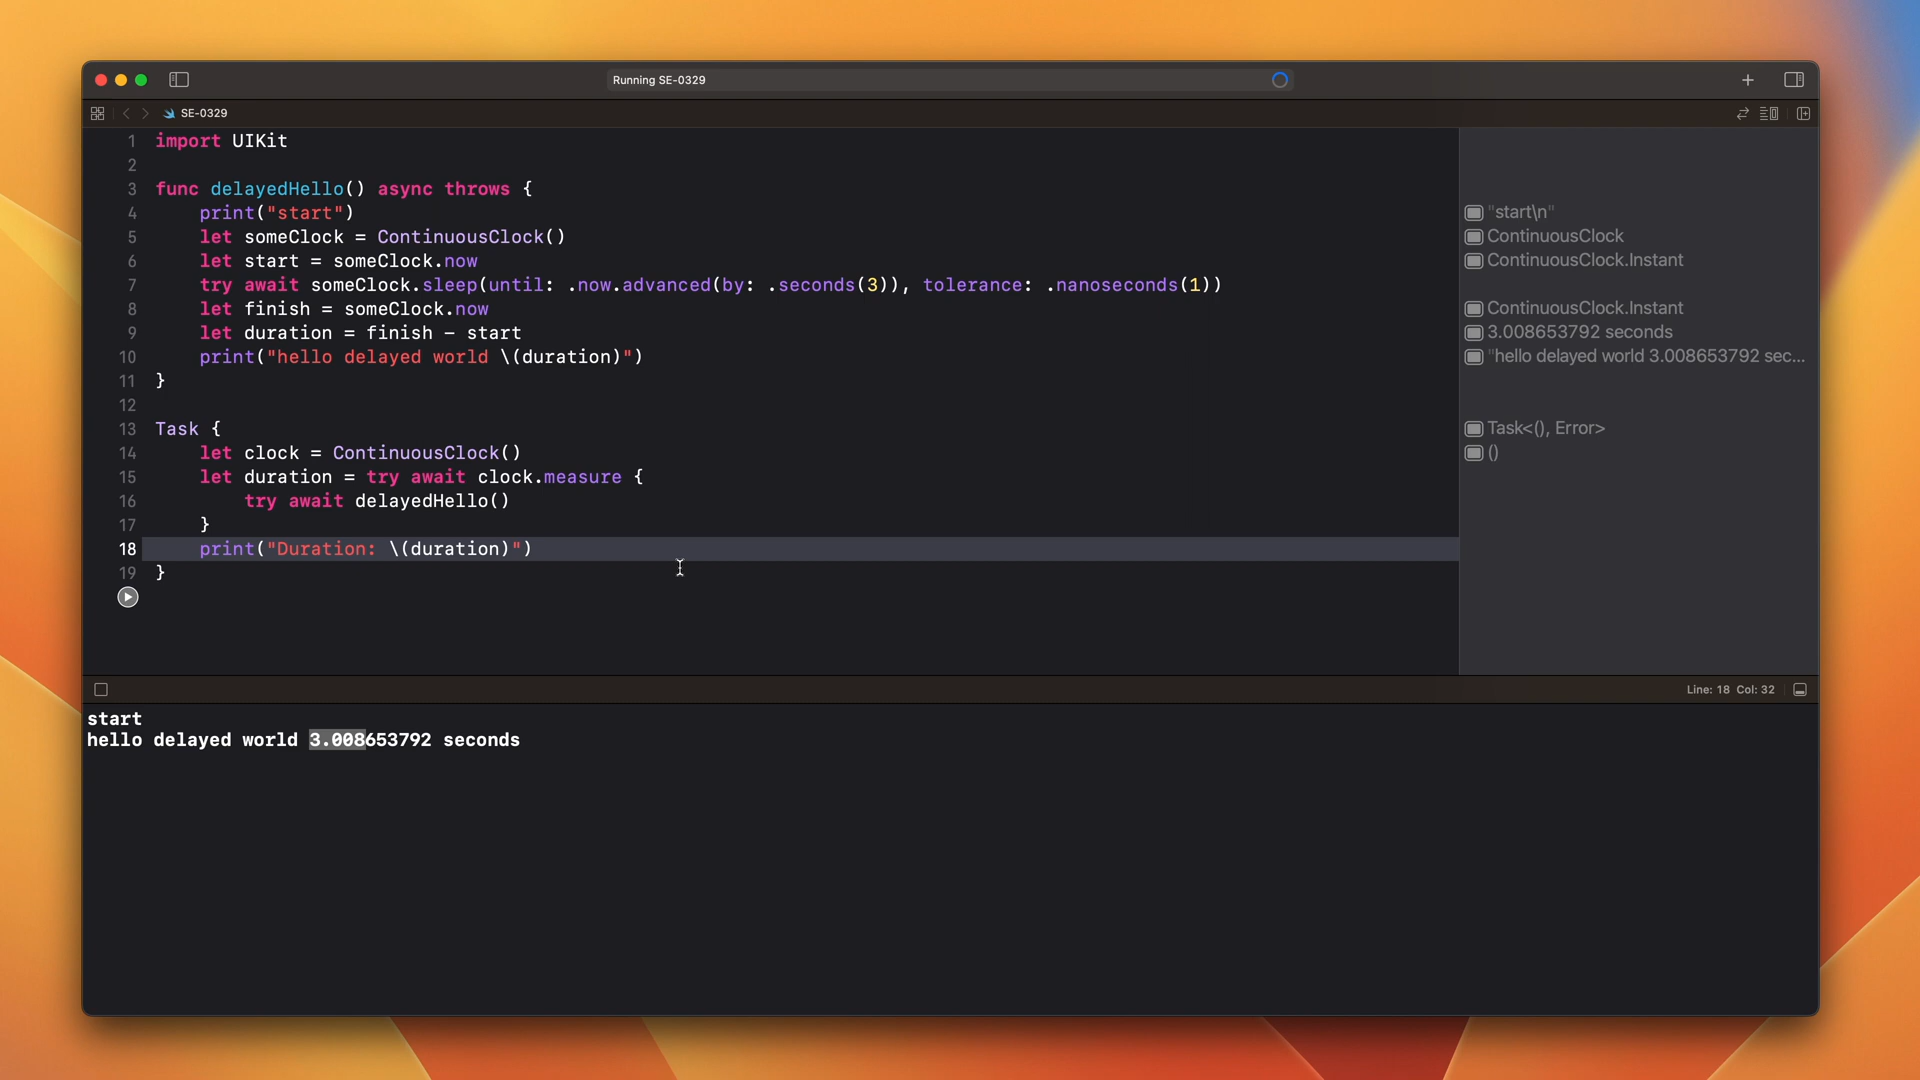 Running SE-0329
SE-0329
1 import UIKit
2
3 func delayedHello() async throws {
4 print("start")
5 let someClock = ContinuousClock()
6 let start = someClock.now
7 try await someClock.sleep(until: .now.advanced(by: .seconds(3)), tolerance: .nanoseconds(1))
8 let finish = someClock.now
9 let duration = finish - start
10 print("hello delayed world \(duration)")
11 }
12
13 Task {
14 let clock = ContinuousClock()
15 let duration = try await clock.measure {
16 try await delayedHello()
17 }
18 print("Duration: \(duration)")
19 }
"start\n"
ContinuousClock
ContinuousClock.Instant
ContinuousClock.Instant
3.008653792 seconds
"hello delayed world 3.008653792 sec...
Task<(), Error>
()
Line: 18 Col: 32
start
hello delayed world 3.008653792 seconds